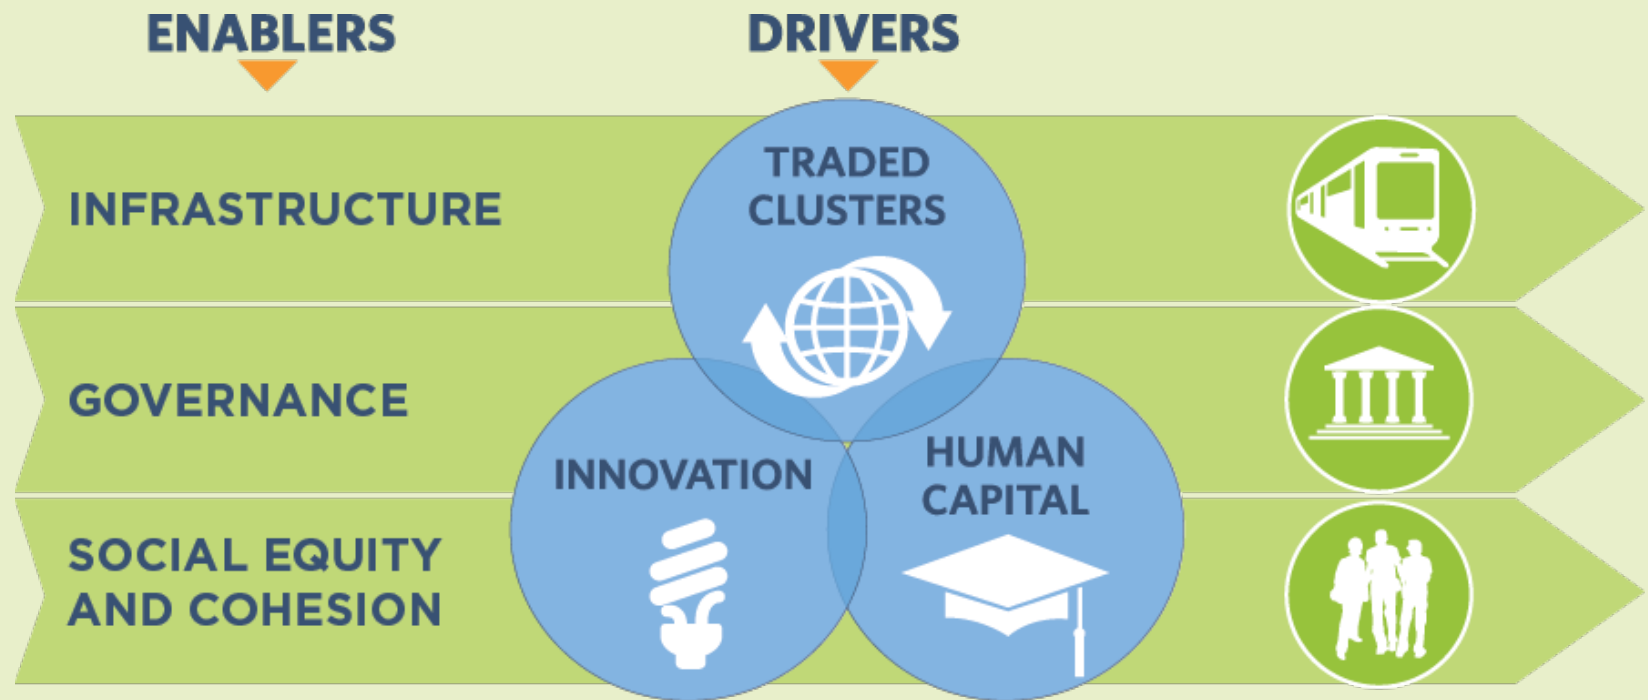 ENABLERS
DRIVERS
INFRASTRUCTURE
TRADED
CLUSTERS
GOVERNANCE
INNOVATION
HUMAN
CAPITAL
SOCIAL EQUITY
AND COHESION